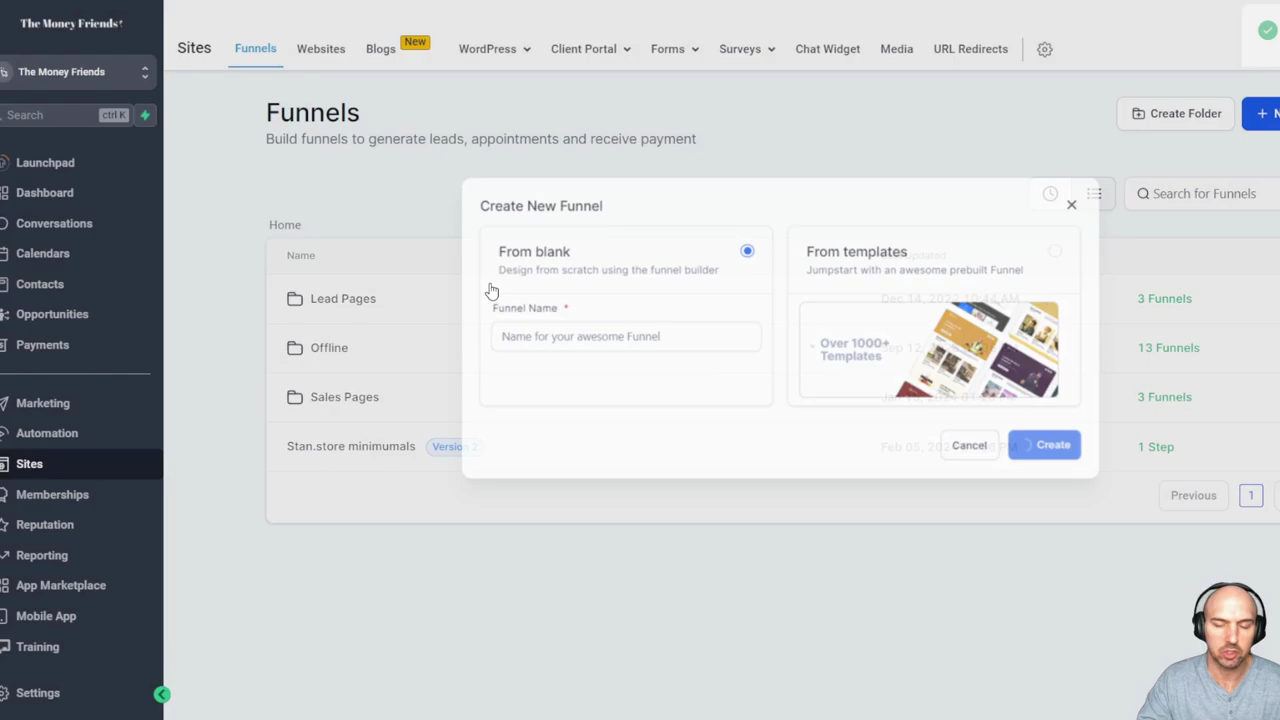 The Money Friends
Sites
Funnels
Websites
Blogs
New
WordPress
Client Portal
Forms
Surveys
Chat Widget
Media
URL Redirects
The Money Friends
Search
ctrl K
Launchpad
Dashboard
Conversations
Calendars
Contacts
Opportunities
Payments
Marketing
Automation
Sites
Memberships
Reputation
Reporting
App Marketplace
Mobile App
Training
Settings
Funnels
Build funnels to generate leads, appointments and receive payment
Create Folder
+ N
Search for Funnels
Home
Name
Lead Pages
3 Funnels
Offline
13 Funnels
Sales Pages
3 Funnels
Stan.store minimumals
Version 2
1 Step
Previous
1
Create New Funnel
From blank
Design from scratch using the funnel builder
Funnel Name *
Name for your awesome Funnel
From templates
Jumpstart with an awesome prebuilt Funnel
Over 1000+
Templates
Cancel
Create